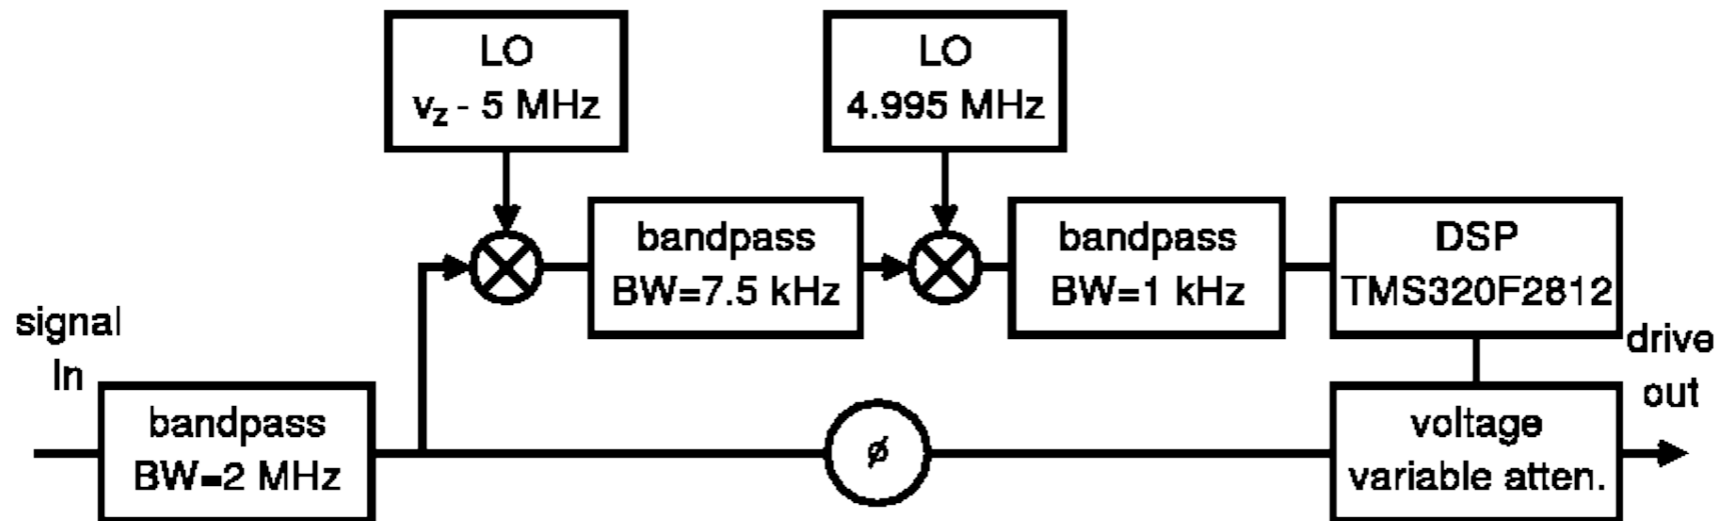 LO
νz - 5 MHz
LO
4.995 MHz
bandpass
BW=7.5 kHz
bandpass
BW=1 kHz
DSP
TMS320F2812
signal
In
bandpass
BW=2 MHz
ø
voltage
variable atten.
drive
out